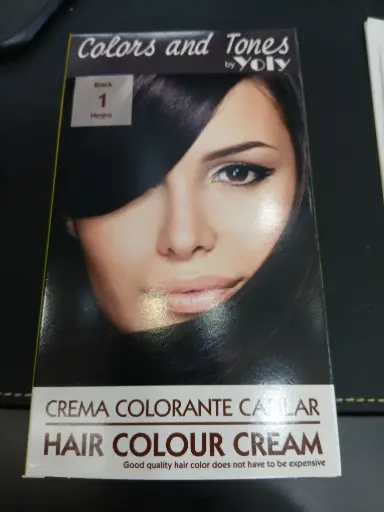 Colors and Tones
by Yoly
Black
1
Negro
CREMA COLORANTE CAPILAR
HAIR COLOUR CREAM
Good quality hair color does not have to be expensive